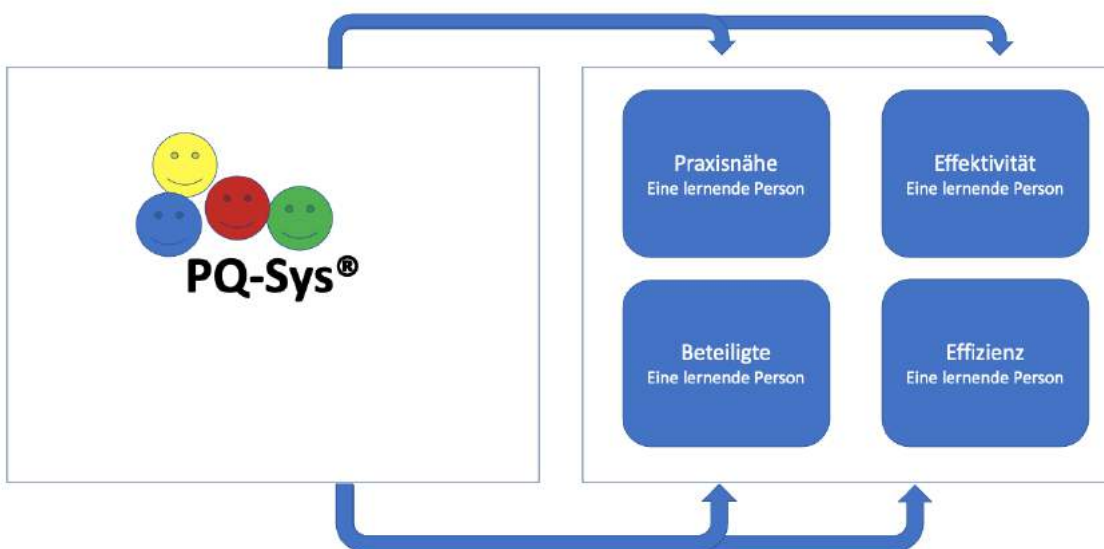 PQ-Sys®
Praxisnähe
Eine lernende Person
Effektivität
Eine lernende Person
Beteiligte
Eine lernende Person
Effizienz
Eine lernende Person